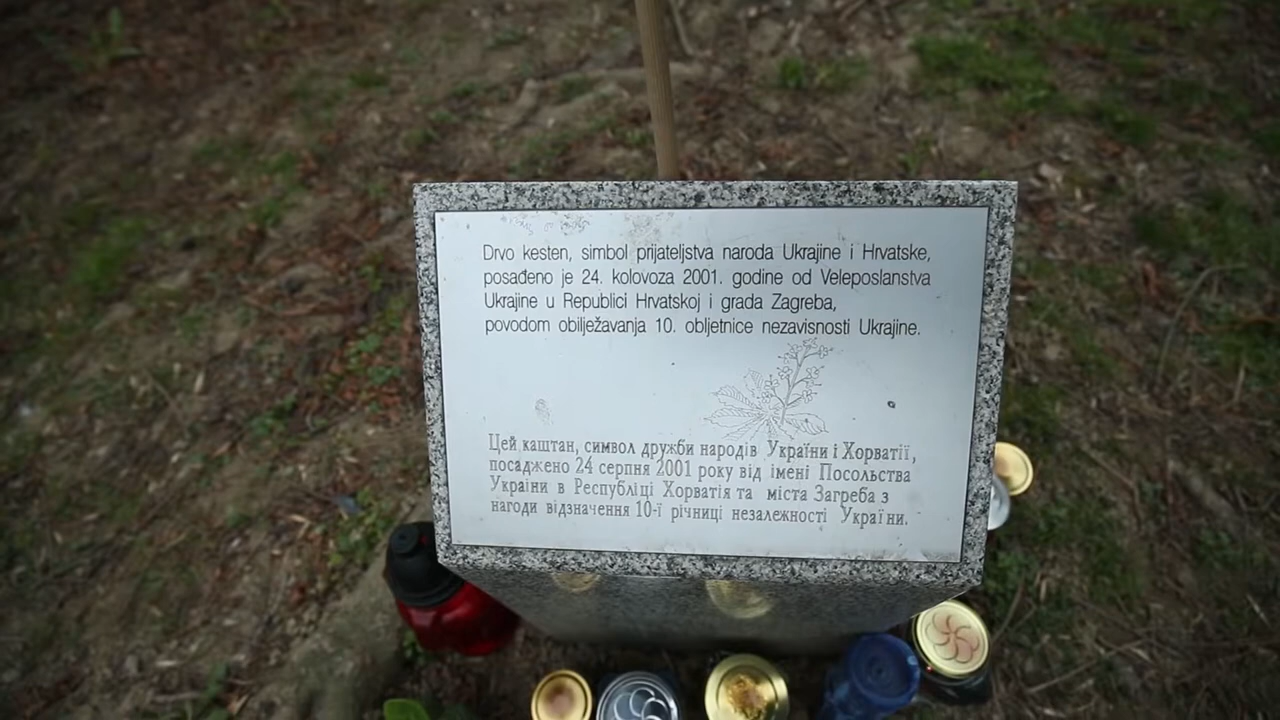 Drvo kesten, simbol prijateljstva naroda Ukrajine i Hrvatske,
posađeno je 24. kolovoza 2001. godine od Veleposlanstva
Ukrajine u Republici Hrvatskoj i grada Zagreba,
povodom obilježavanja 10. obljetnice nezavisnosti Ukrajine.
Цей каштан, символ дружби народів України і Хорватії,
посаджено 24 серпня 2001 року від імені Посольства
України в Республіці Хорватія та міста Загреба з
нагоди відзначення 10-ї річниці незалежності України.